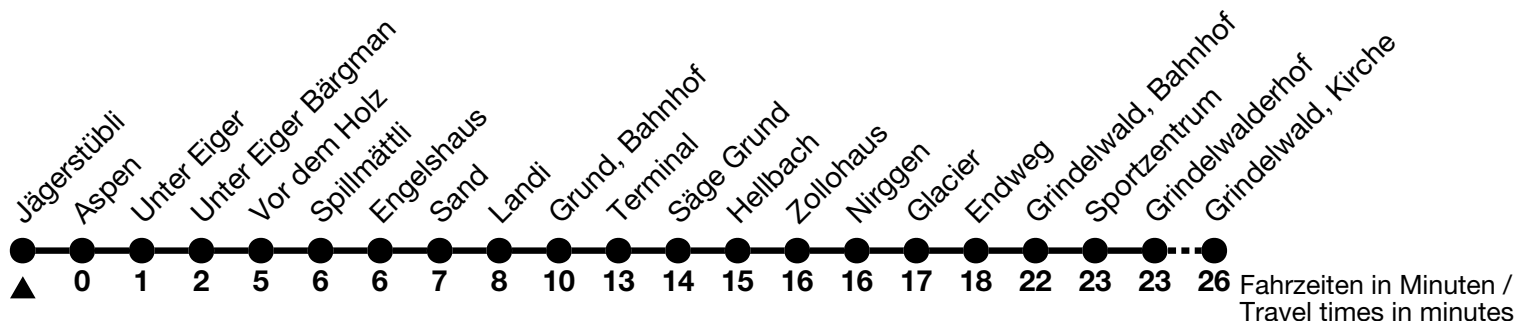 Jägerstübli
Aspen
Unter Eiger
Unter Eiger Bärgman
Vor dem Holz
Spillmättli
Engelshaus
Sand
Landi
Grund, Bahnhof
Terminal
Säge Grund
Hellbach
Zollohaus
Nirggen
Glacier
Endweg
Grindelwald, Bahnhof
Sportzentrum
Grindelwalderhof
Grindelwald, Kirche
0 1 2 5 6 6 7 8 10 13 14 15 16 16 17 18 22 23 23 26
Fahrzeiten in Minuten /
Travel times in minutes